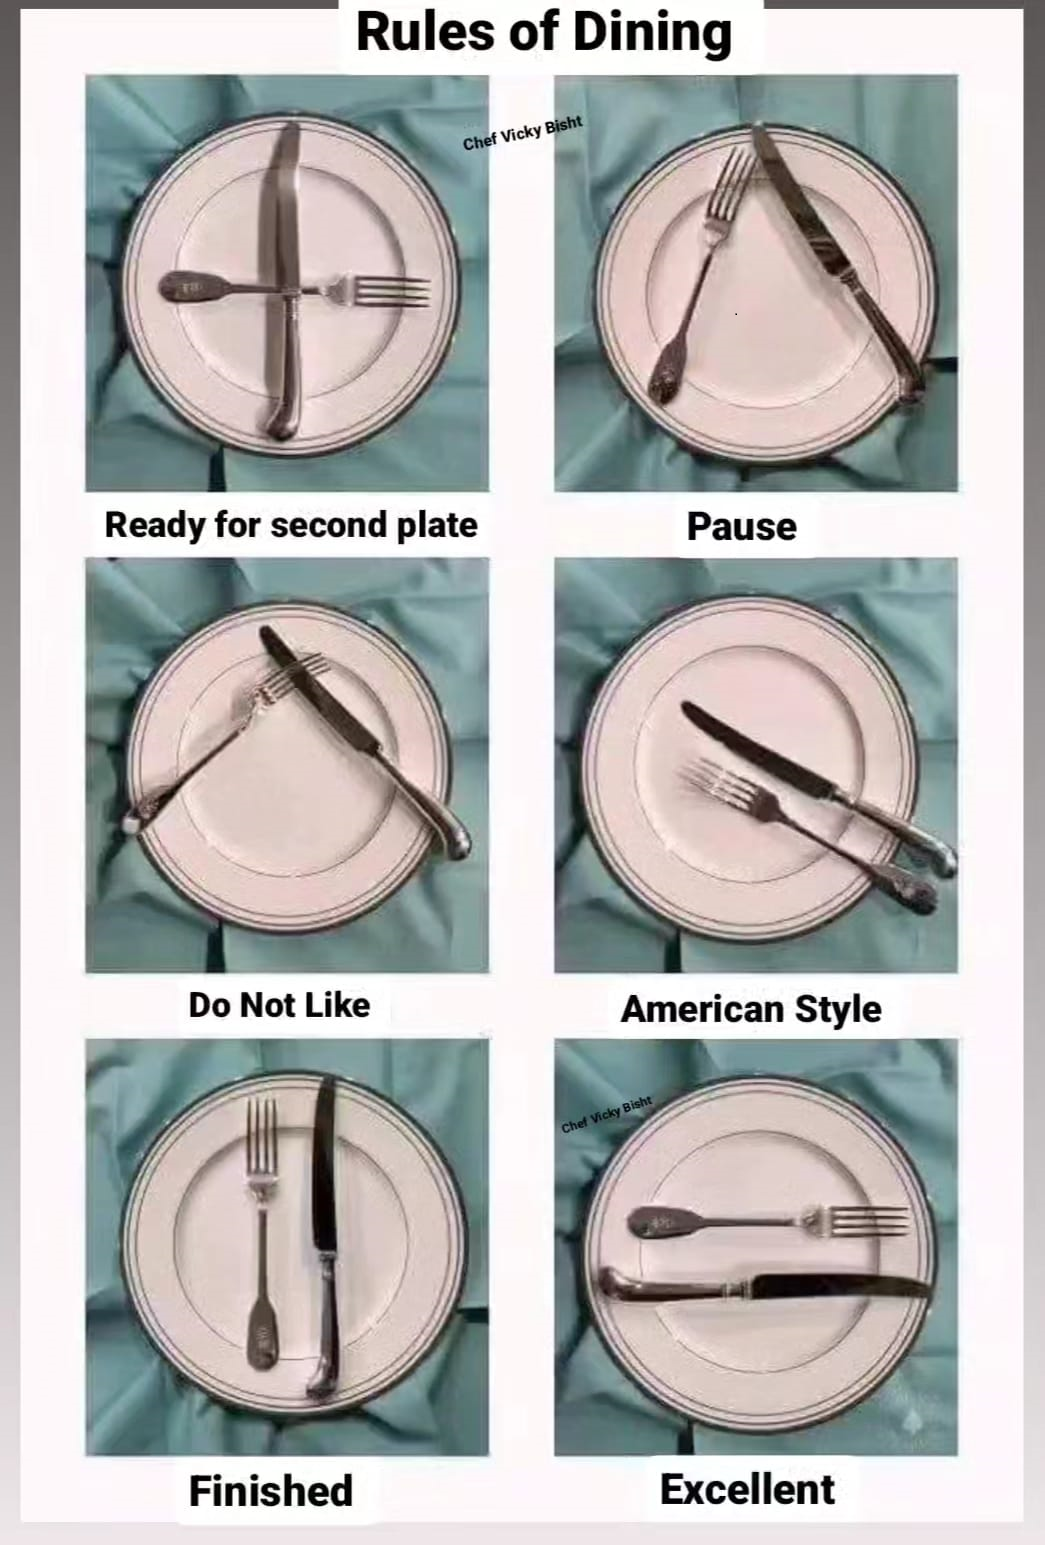 Rules of Dining
Chef Vicky Bisht
Ready for second plate
Pause
Do Not Like
American Style
Chef Vicky Bisht
Finished
Excellent